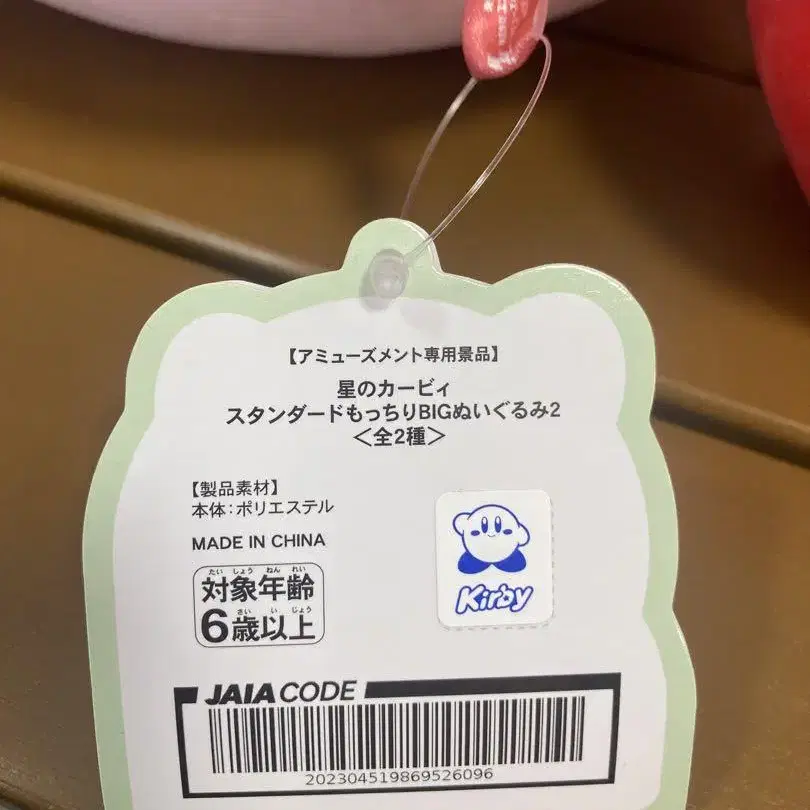 【アミューズメント専用景品】
星のカービィ
スタンダードもっちりBIGぬいぐるみ2
＜全2種＞
【製品素材】
本体：ポリエステル
MADE IN CHINA
たいしょうねんれい
対象年齢
さいいじょう
6歳以上
Kirby
JAIA CODE
202304519869526096